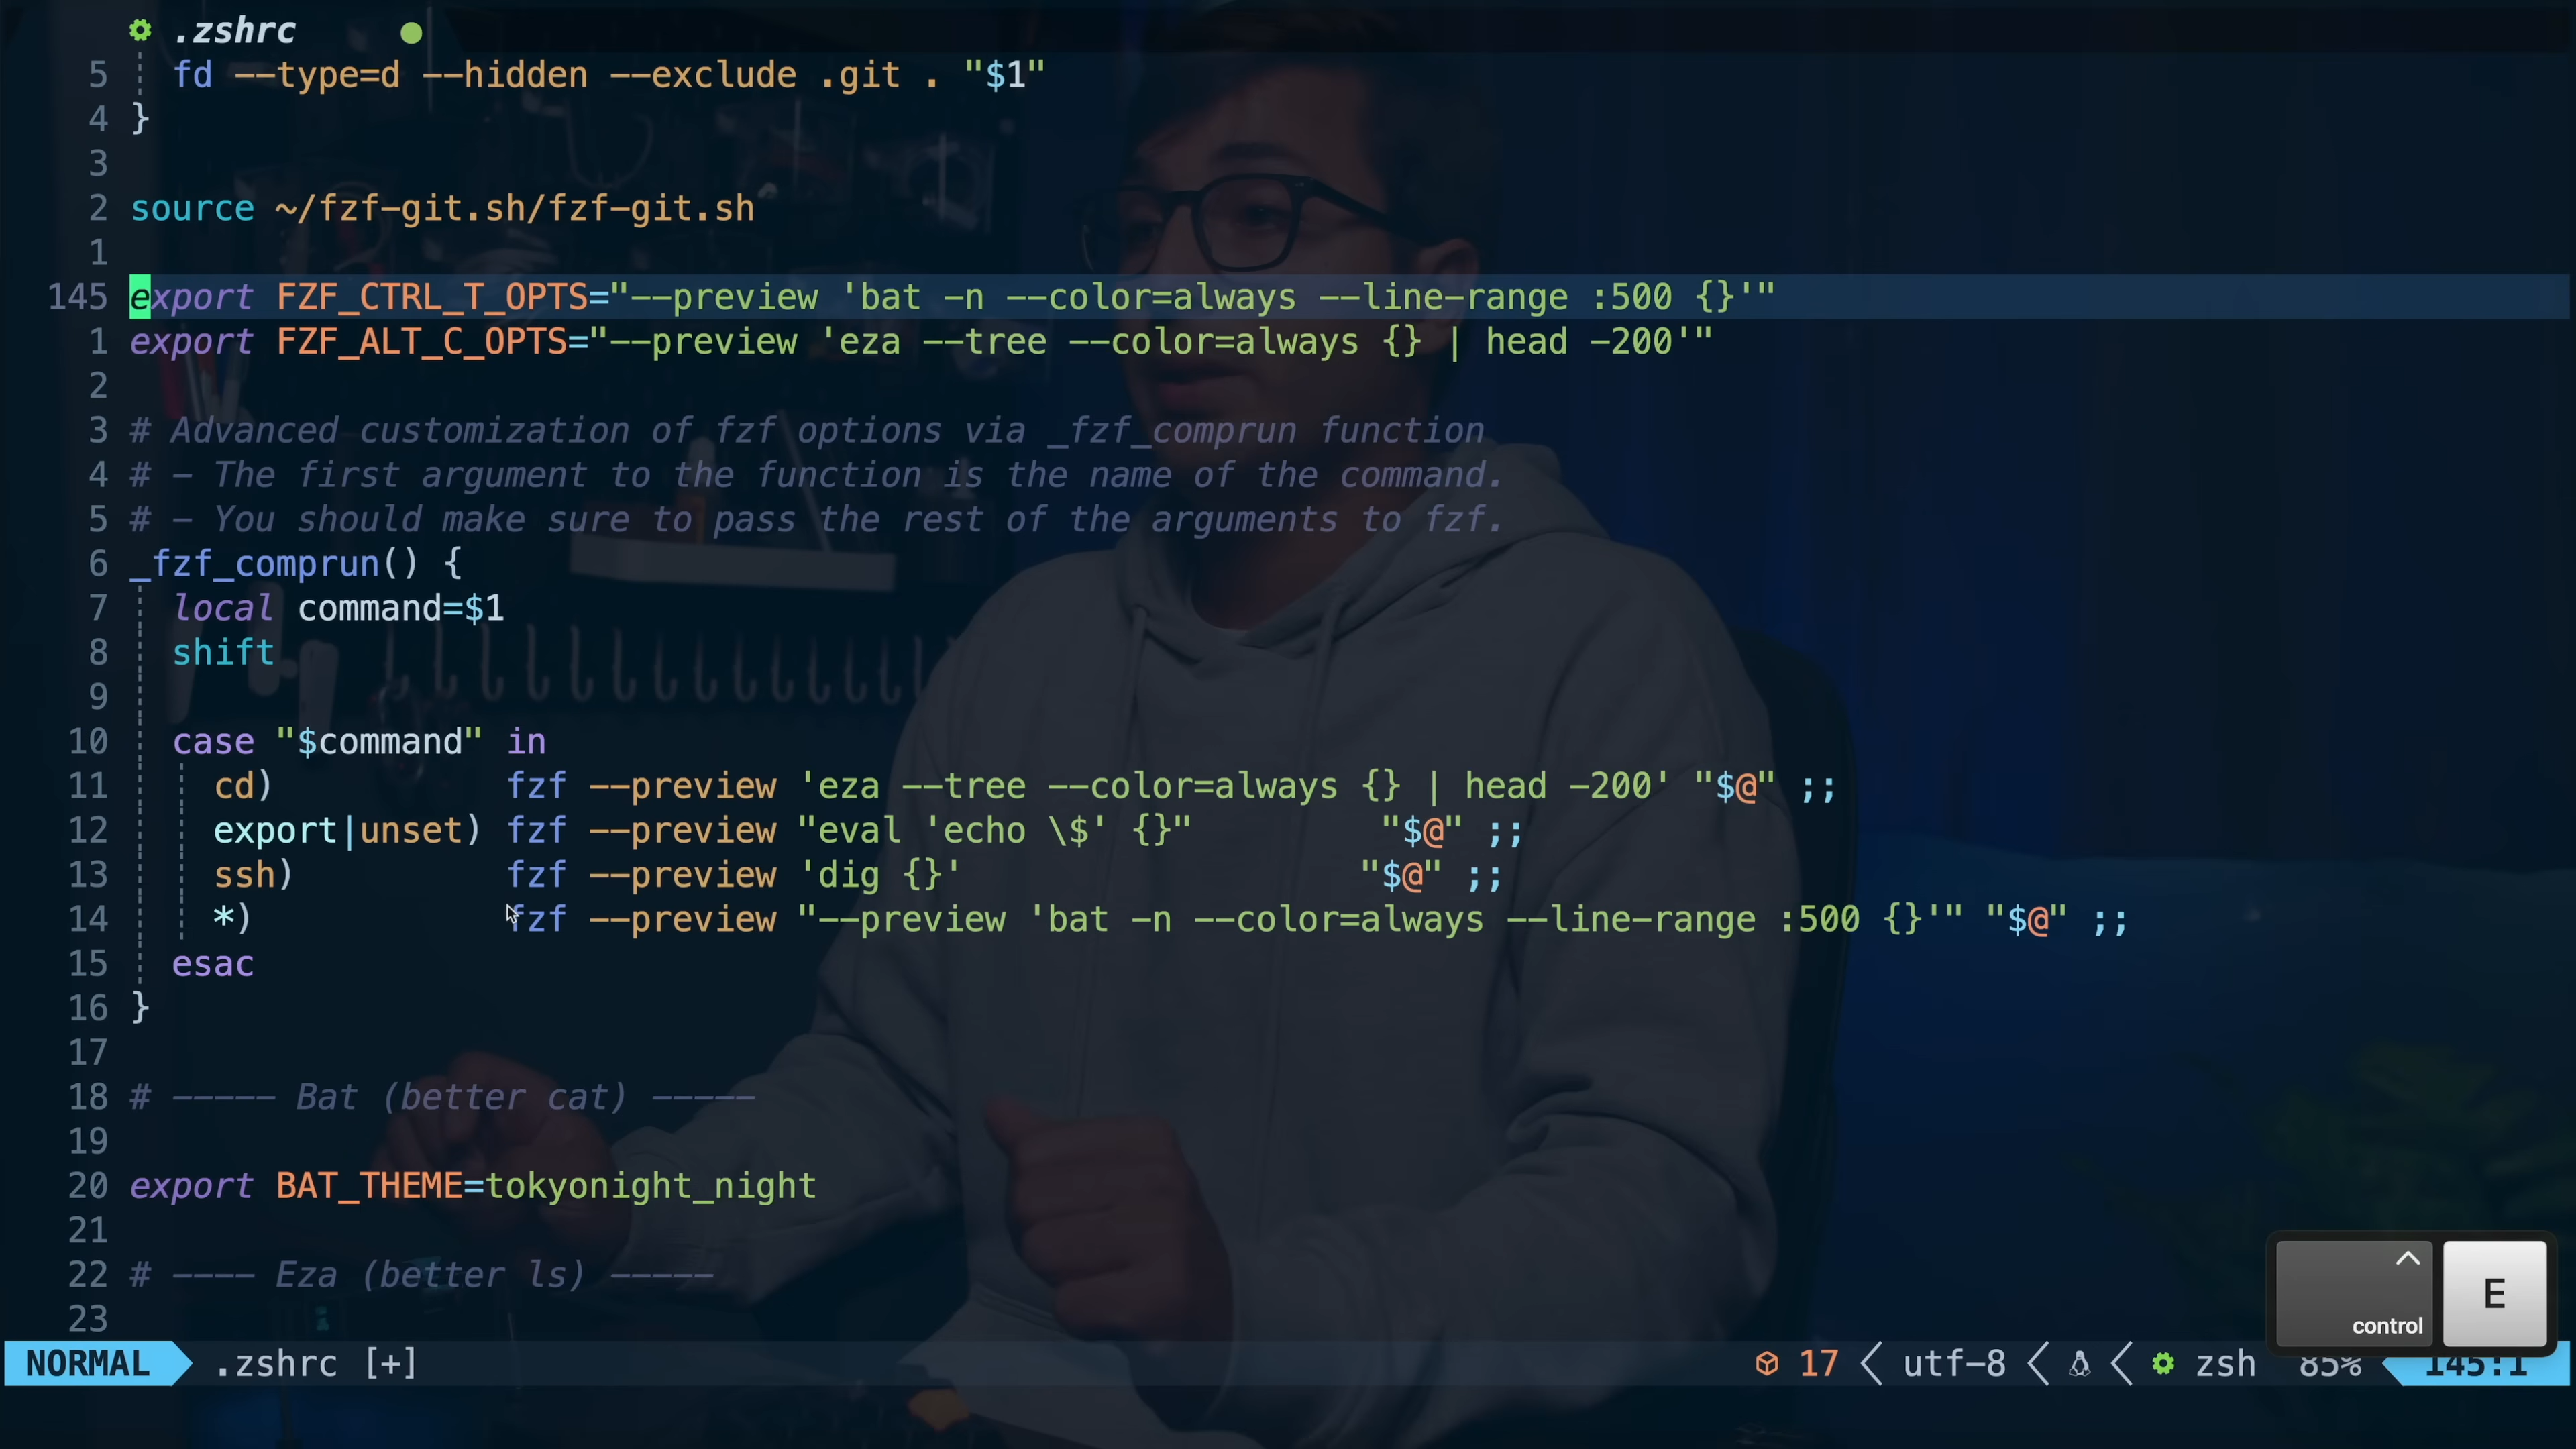 .zshrc
5 fd --type=d --hidden --exclude .git . "$1"
4 }
3
2 source ~/fzf-git.sh/fzf-git.sh
1
145 export FZF_CTRL_T_OPTS="--preview 'bat -n --color=always --line-range :500 {}'"
1 export FZF_ALT_C_OPTS="--preview 'eza --tree --color=always {} | head -200'"
2
3 # Advanced customization of fzf options via _fzf_comprun function
4 # - The first argument to the function is the name of the command.
5 # - You should make sure to pass the rest of the arguments to fzf.
6 _fzf_comprun() {
7 local command=$1
8 shift
9
10 case "$command" in
11 cd) fzf --preview 'eza --tree --color=always {} | head -200' "$@" ;;
12 export|unset) fzf --preview "eval 'echo \$' {}" "$@" ;;
13 ssh) fzf --preview 'dig {}' "$@" ;;
14 *) fzf --preview "--preview 'bat -n --color=always --line-range :500 {}'" "$@" ;;
15 esac
16 }
17
18 # ----- Bat (better cat) -----
19
20 export BAT_THEME=tokyonight_night
21
22 # ---- Eza (better ls) -----
23
control E
NORMAL .zshrc [+] 17 utf-8 zsh 85% 145:1